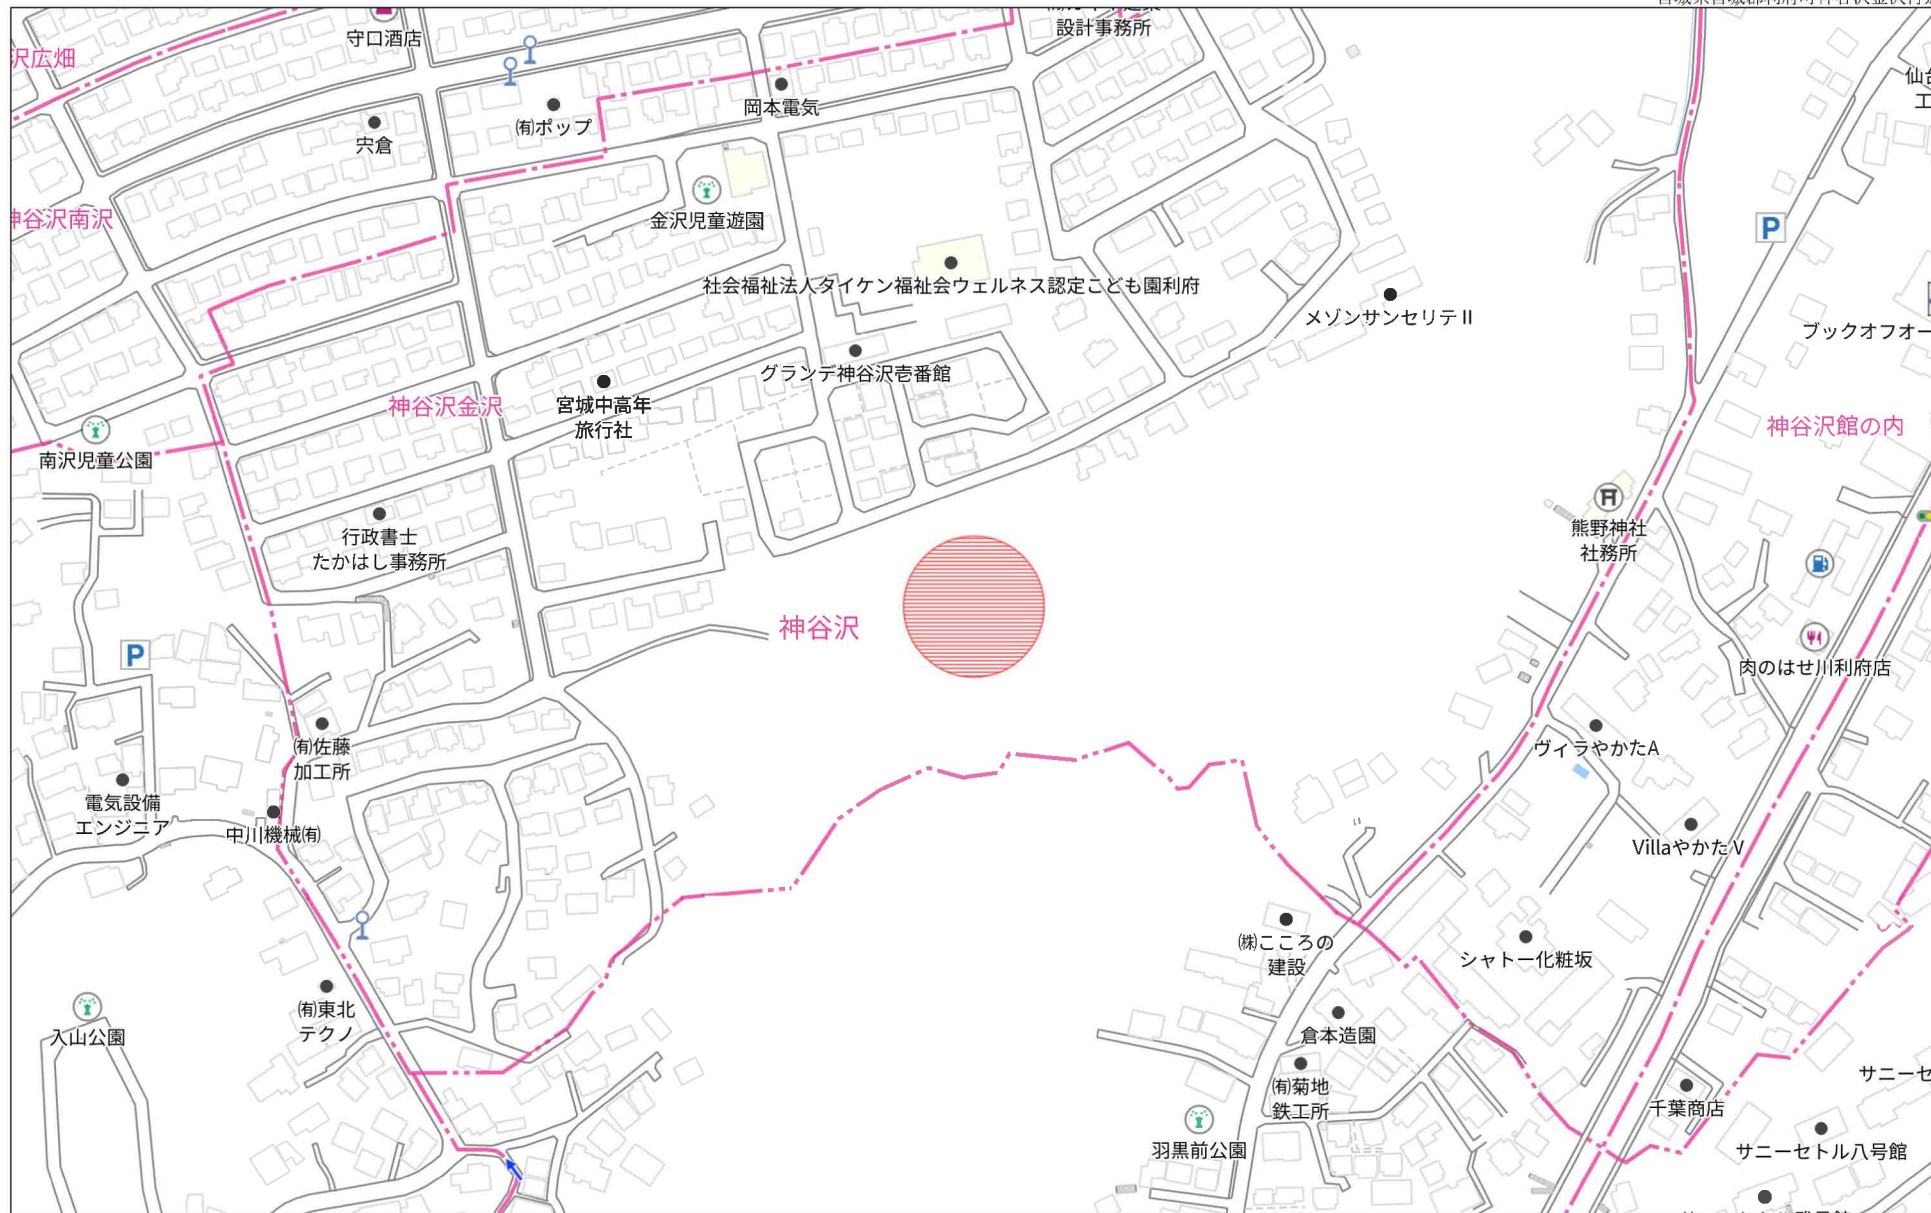 守口酒店
設計事務所
沢広畑
岡本電気
㈲ポップ
宍倉
金沢児童遊園
神谷沢南沢
P
社会福祉法人タイケン福祉会ウェルネス認定こども園利府
メゾンサンセリテⅡ
ブックオフオー
グランデ神谷沢壱番館
神谷沢金沢
宮城中高年
旅行社
神谷沢館の内
南沢児童公園
行政書士
たかはし事務所
熊野神社
社務所
神谷沢
P
肉のはせ川利府店
㈲佐藤
加工所
ヴィラやかたA
電気設備
エンジニア
中川機械㈲
VillaやかたⅤ
㈱こころの
建設
シャトー化粧坂
㈲東北
テクノ
入山公園
倉本造園
サニーセ
㈲菊地
鉄工所
千葉商店
羽黒前公園
サニーセトル八号館